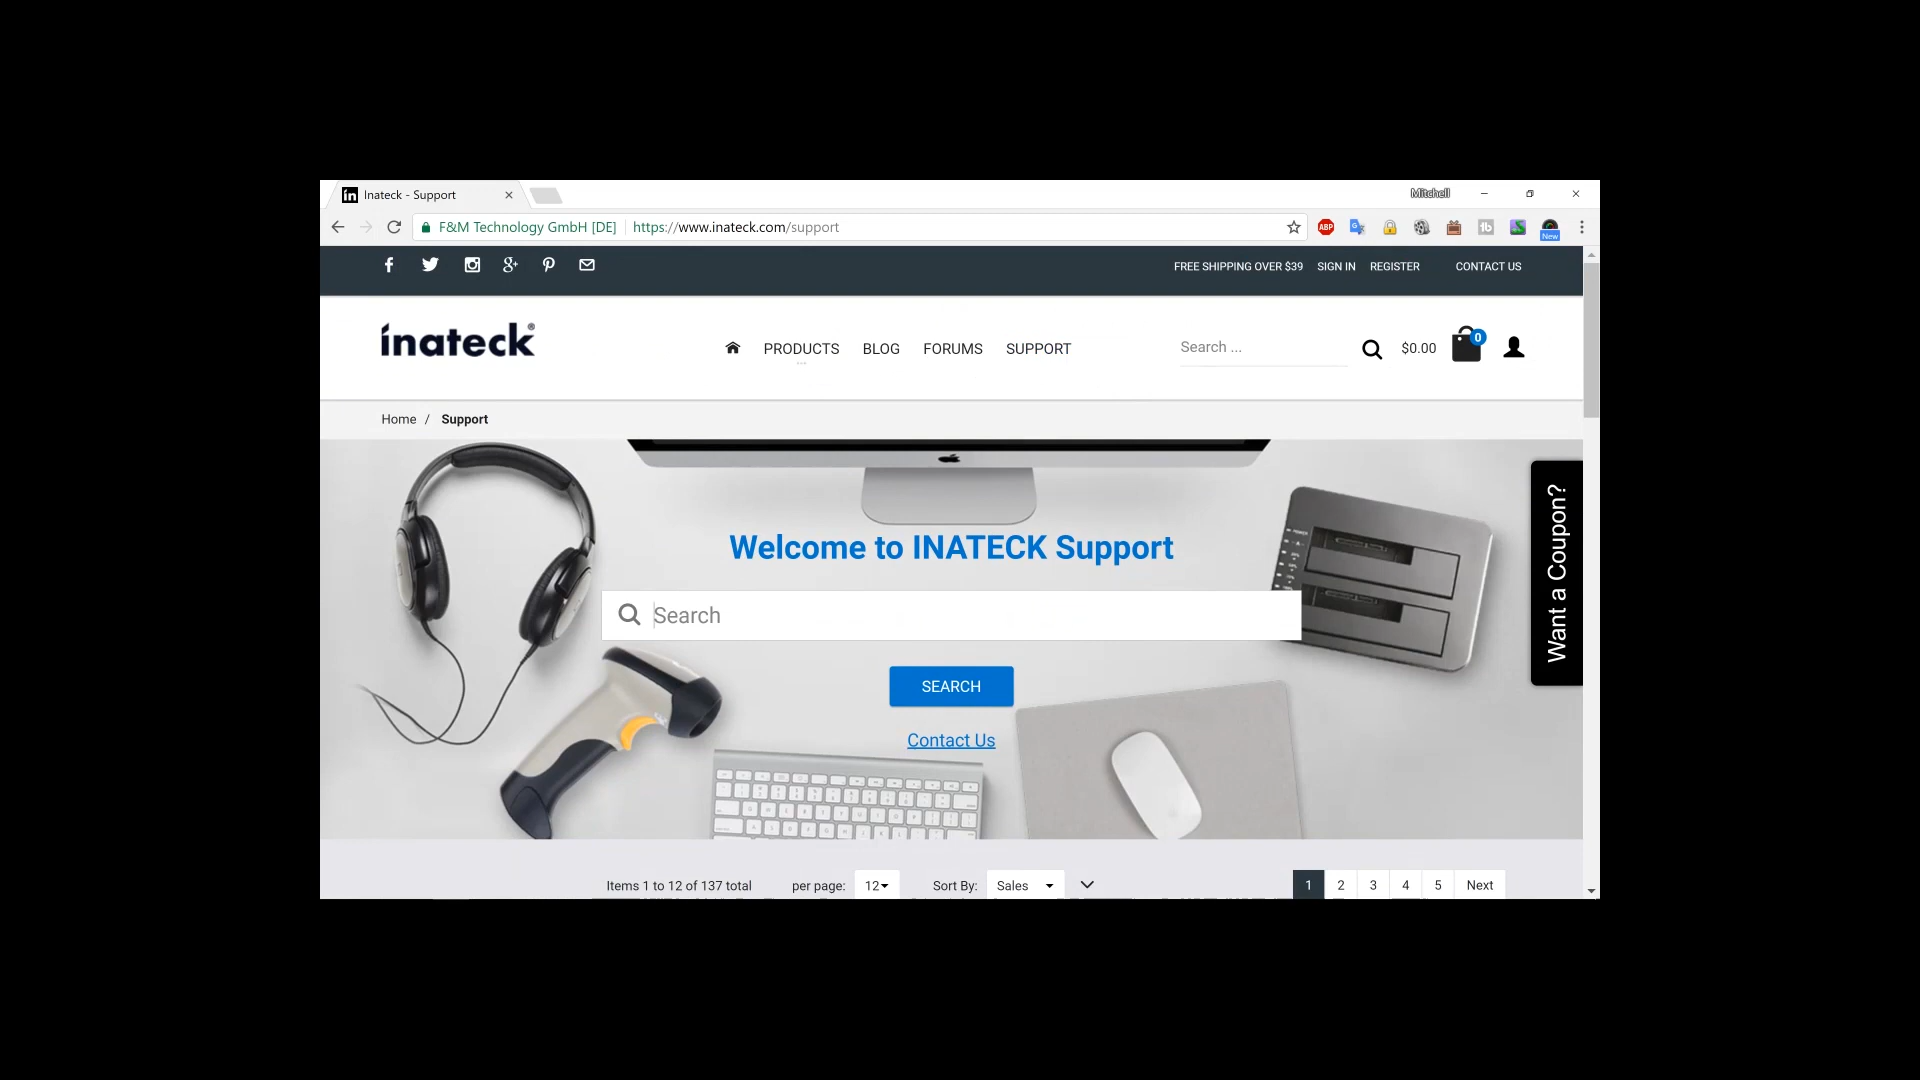 Inateck - Support
Mitchell
F&M Technology GmbH [DE]
https://www.inateck.com/support
ABP
New
FREE SHIPPING OVER $39
SIGN IN
REGISTER
CONTACT US
inateck®
PRODUCTS
BLOG
FORUMS
SUPPORT
Search ...
$0.00
0
Home / Support
Welcome to INATECK Support
Search
SEARCH
Contact Us
Want a Coupon?
Items 1 to 12 of 137 total
per page: 12
Sort By: Sales
1 2 3 4 5 Next